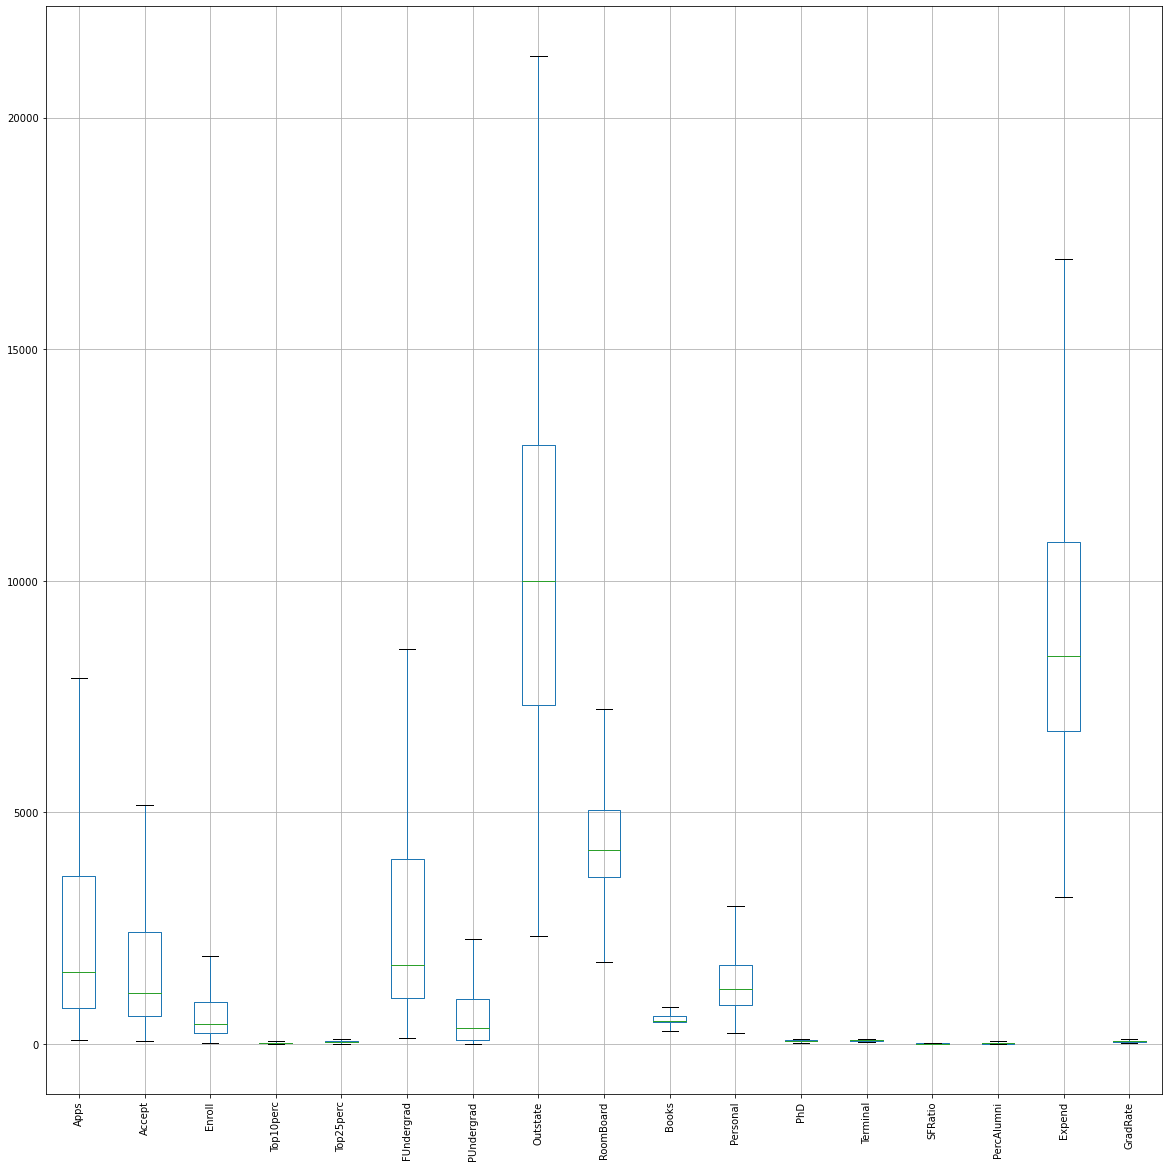 20000
15000
10000
5000
0
Apps
Accept
Enroll
Top10perc
Top25perc
FUndergrad
PUndergrad
Outstate
RoomBoard
Books
Personal
PhD
Terminal
SFRatio
PercAlumni
Expend
GradRate